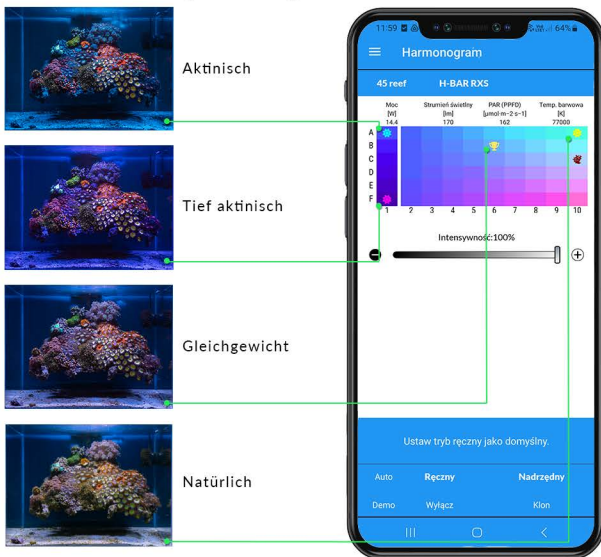 Aktinisch
Tief aktinisch
Gleichgewicht
Natürlich
11:59
64%
Harmonogram
45 reef H-BAR RXS
Moc Strumień świetlny PAR (PPFD) Temp. barwowa
[W] [lm] [μmol·m-2·s-1] [K]
14.4 170 162 77000
A
B
C
D
E
F
1 2 3 4 5 6 7 8 9 10
Intensywność:100%
Ustaw tryb ręczny jako domyślny.
Auto Ręczny Nadrzędny
Demo Wyłącz Klon